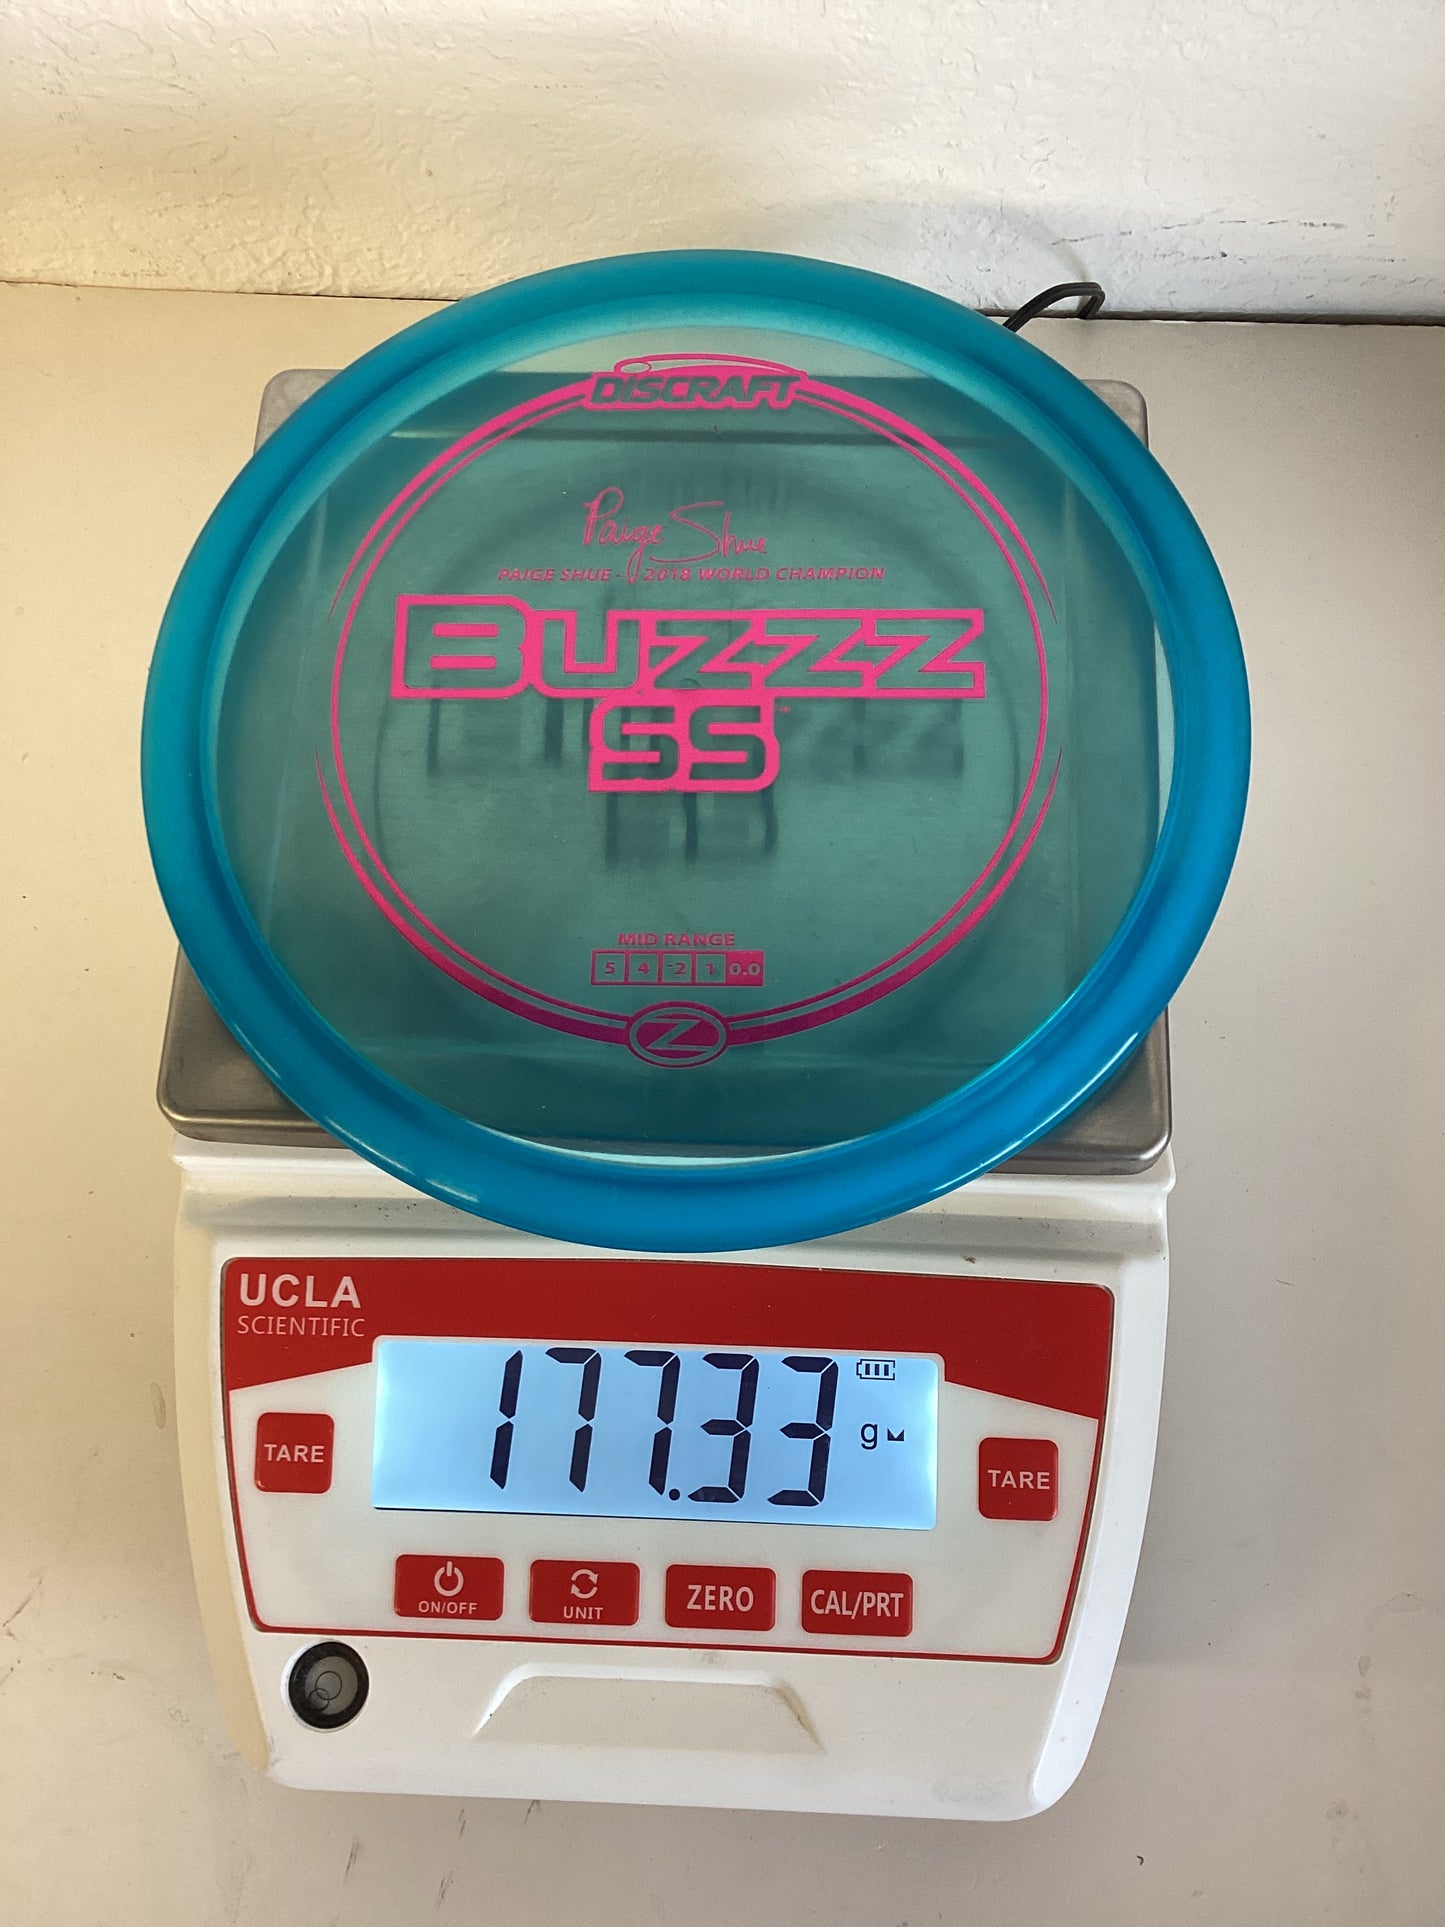 DISCRAFT
Paige Shue
PAIGE SHUE - 2018 WORLD CHAMPION
BUZZZ
SS™
MID RANGE
5 4 -2 1 0.0
Z
UCLA
SCIENTIFIC
177.33 g
TARE
TARE
ON/OFF
UNIT
ZERO
CAL/PRT